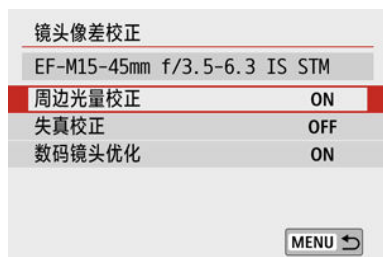 镜头像差校正
EF-M15-45mm f/3.5-6.3 IS STM
周边光量校正 ON
失真校正 OFF
数码镜头优化 ON
MENU